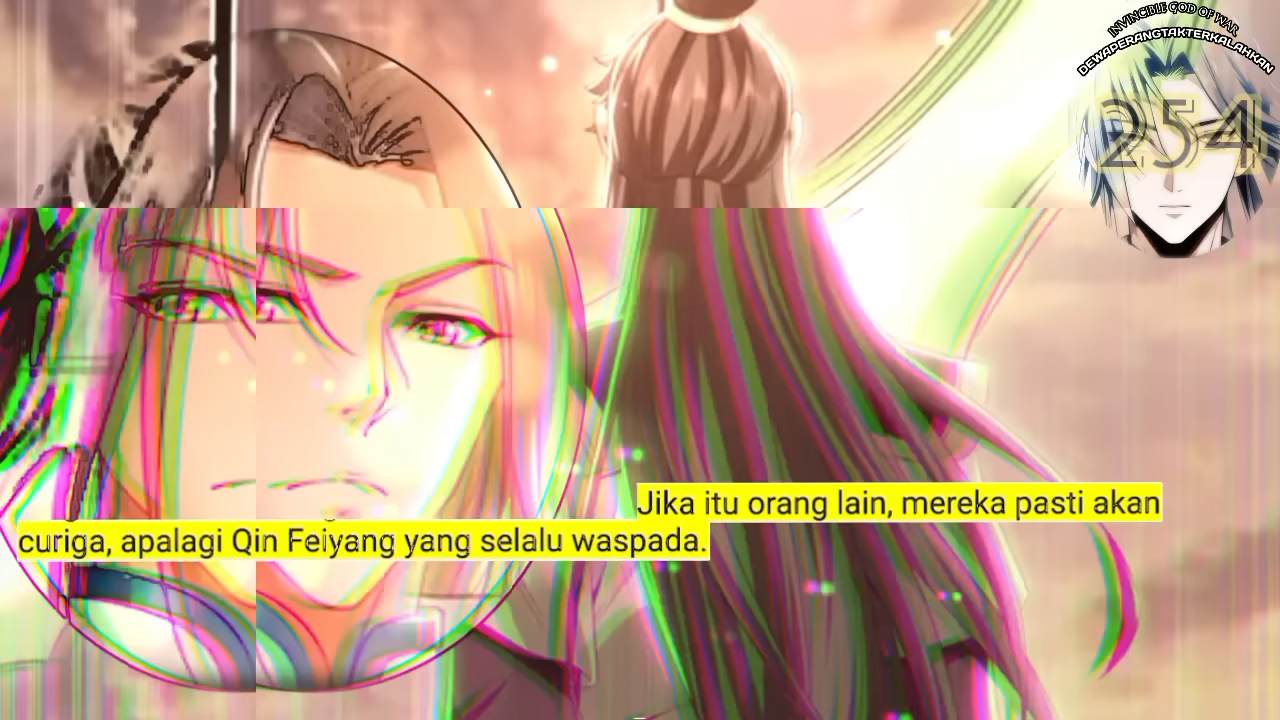 INVINCIBLE GOD OF WAR
DEWAPERANGTAKTERKALAHKAN
254
Jika itu orang lain, mereka pasti akan
curiga, apalagi Qin Feiyang yang selalu waspada.